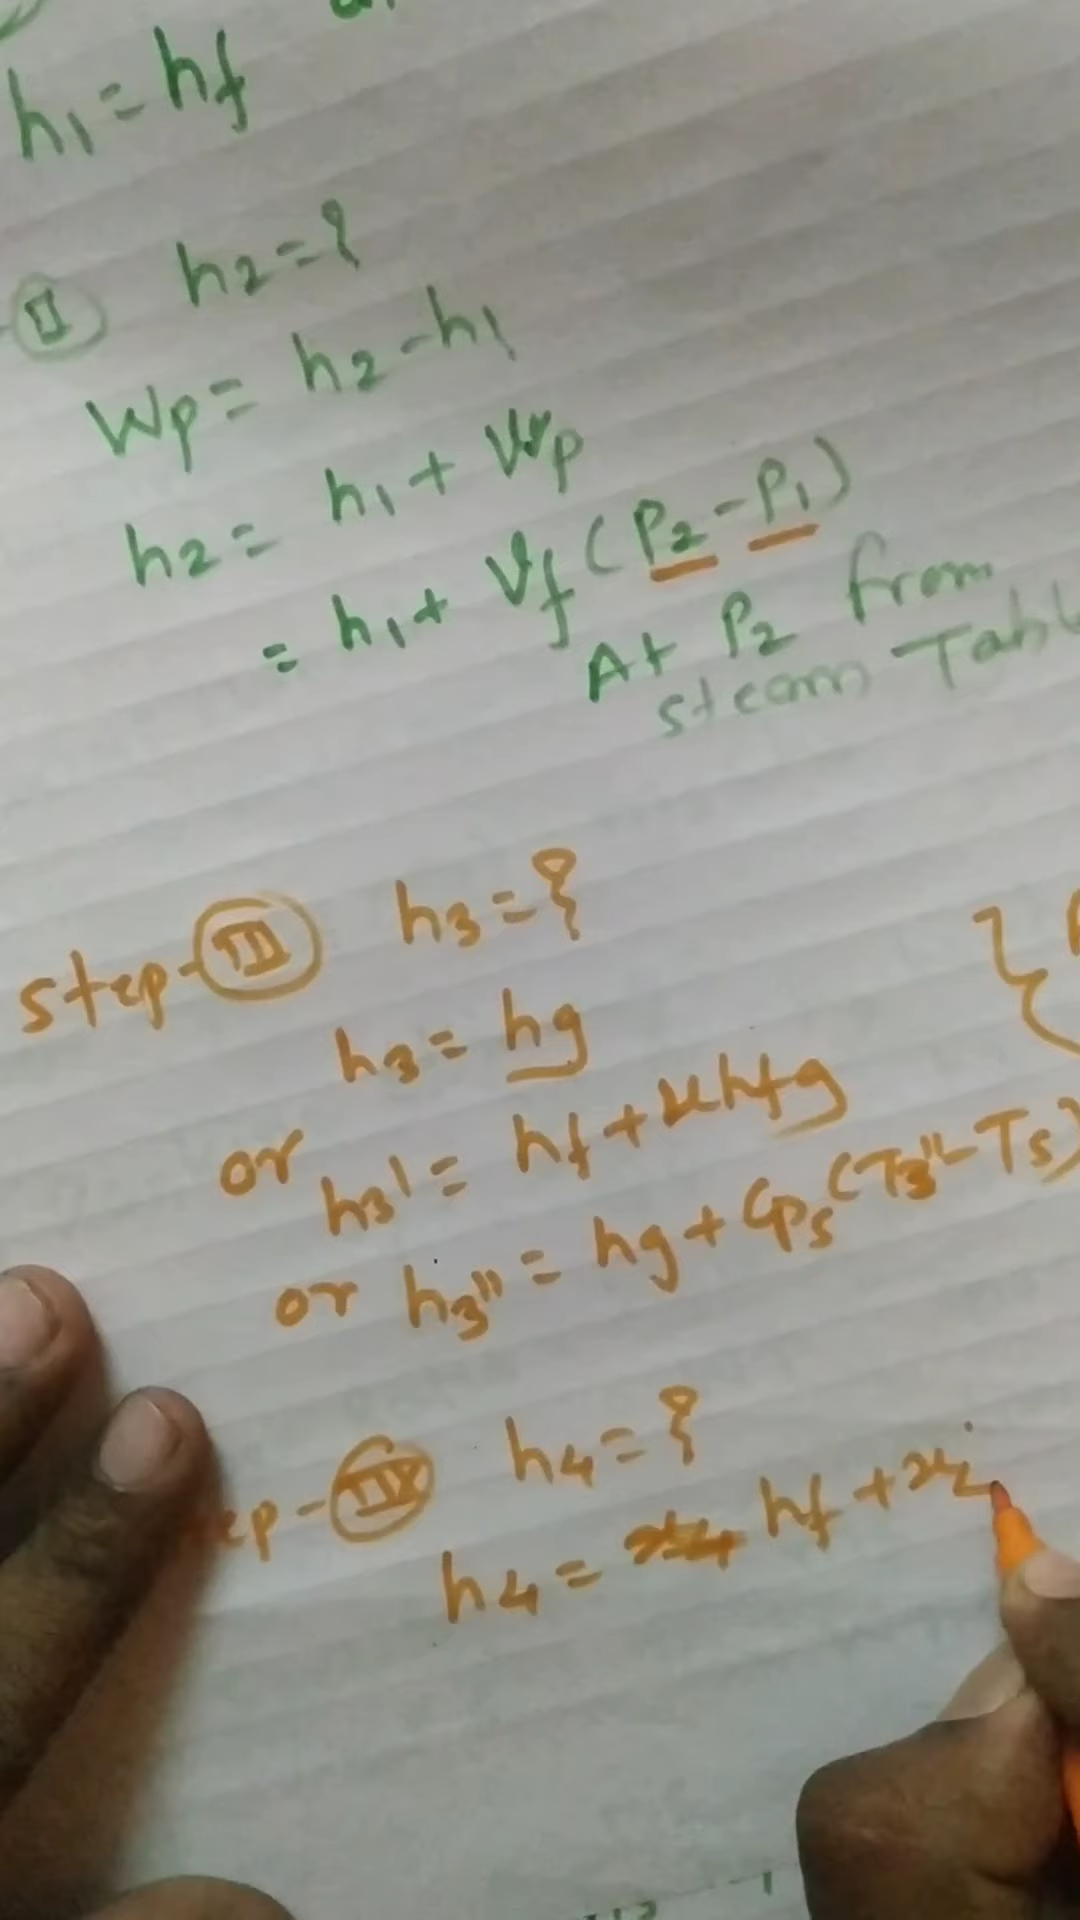 h1 = hf
II h2 = ?
Wp = h2 - h1
h2 = h1 + Wp
= h1 + Vf (P2 - P1)
At P2 from
steam Tabl
step-III h3 = ?
h3 = hg
or h3' = hf + xhfg
or h3" = hg + Cps (T3" - Ts)
ep- h4 = ?
h4 = hf + x